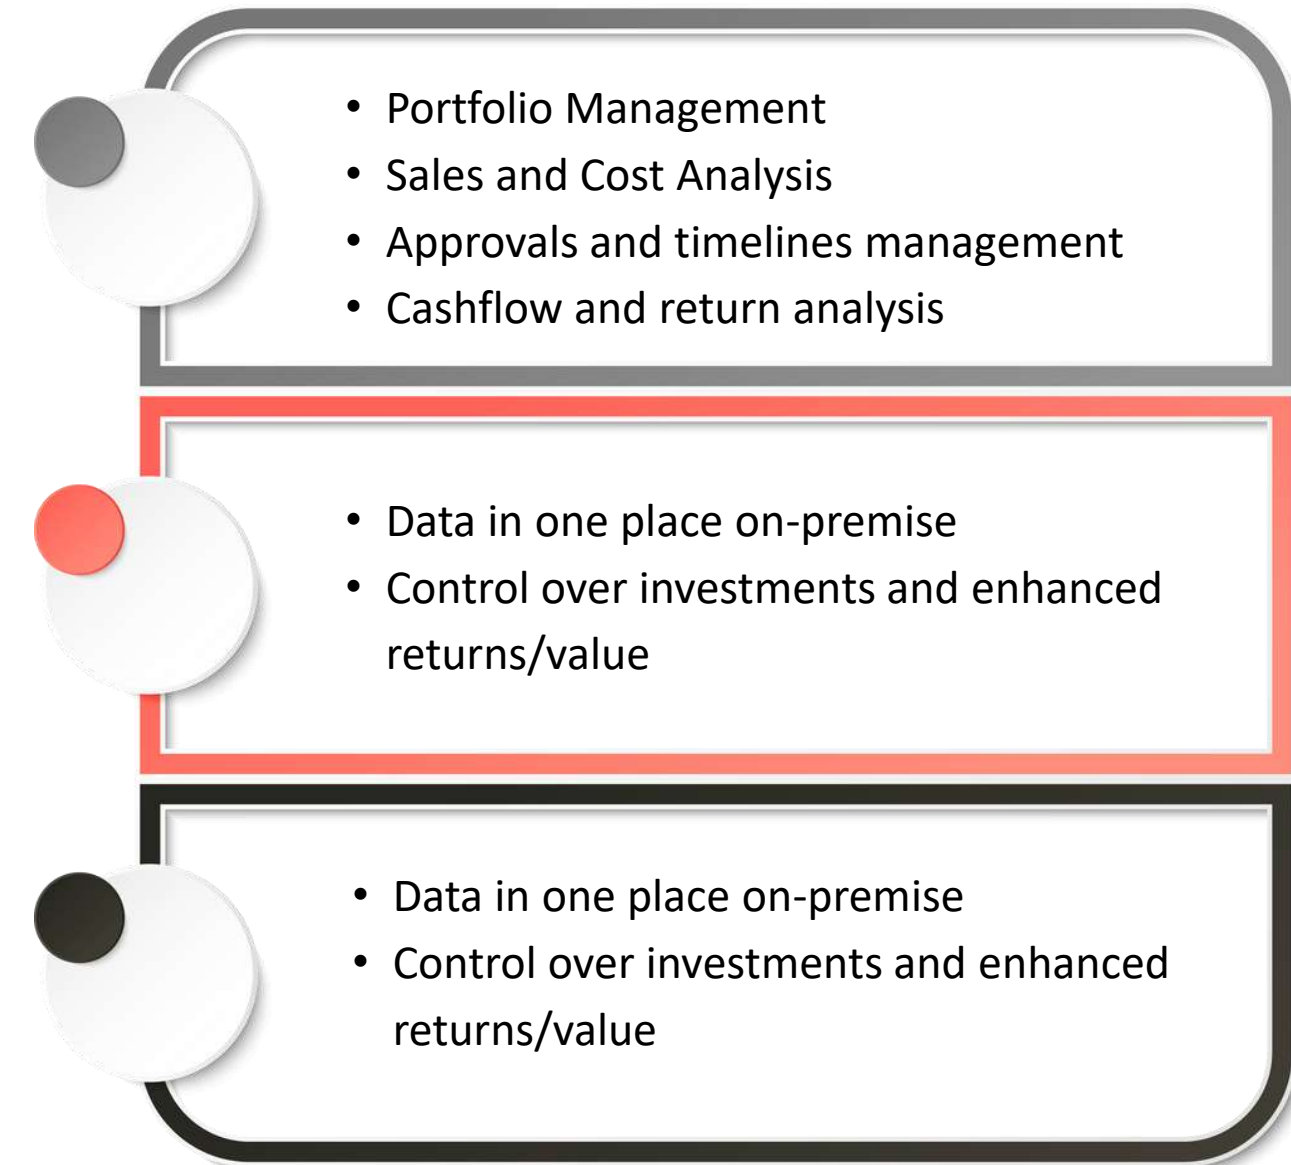 • Portfolio Management
• Sales and Cost Analysis
• Approvals and timelines management
• Cashflow and return analysis
• Data in one place on-premise
• Control over investments and enhanced
returns/value
• Data in one place on-premise
• Control over investments and enhanced
returns/value